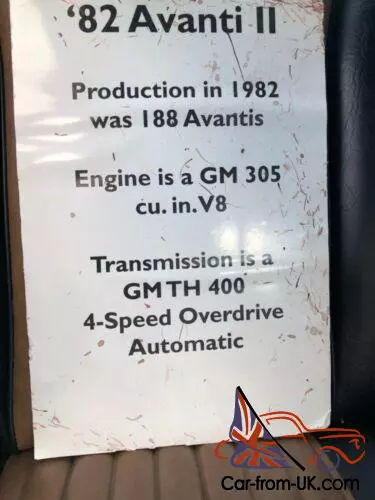 '82 Avanti II
Production in 1982
was 188 Avantis
Engine is a GM 305
cu. in. V8
Transmission is a
GM TH 400
4-Speed Overdrive
Automatic
Car-from-UK.com